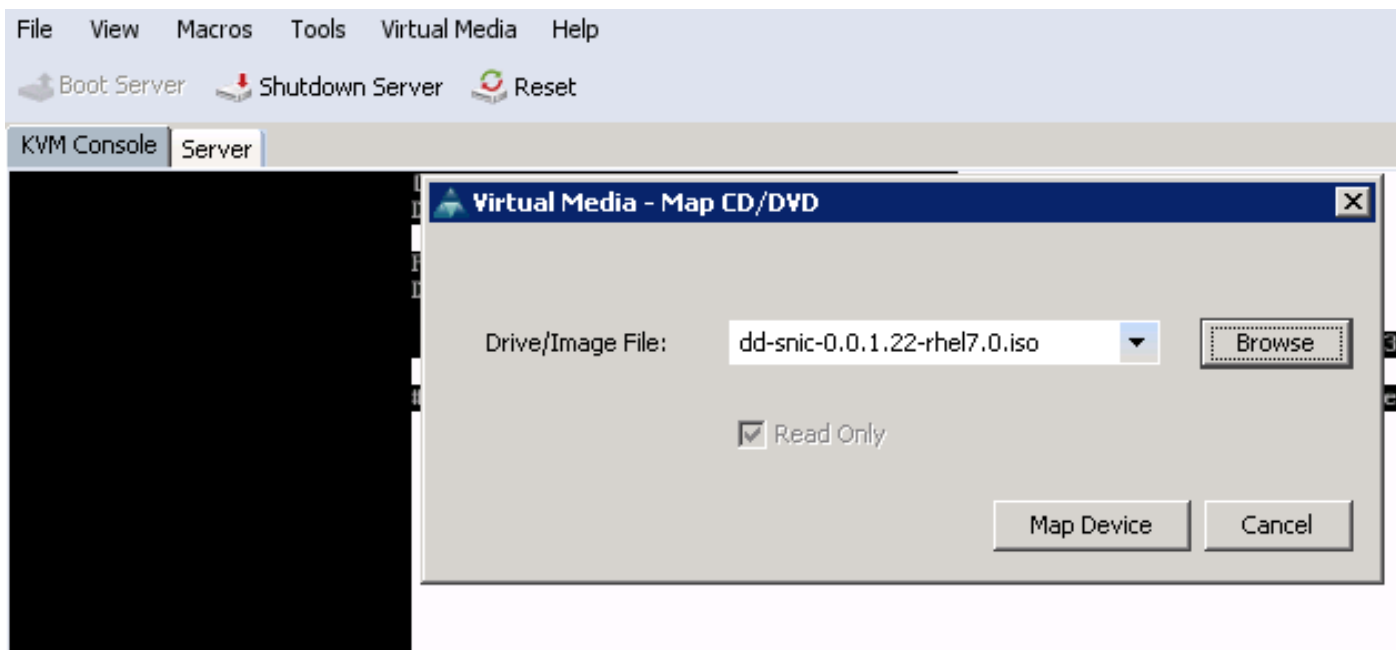 File View Macros Tools Virtual Media Help
Boot Server Shutdown Server Reset
KVM Console Server
Virtual Media - Map CD/DVD
Drive/Image File: dd-snic-0.0.1.22-rhel7.0.iso Browse
Read Only
Map Device Cancel